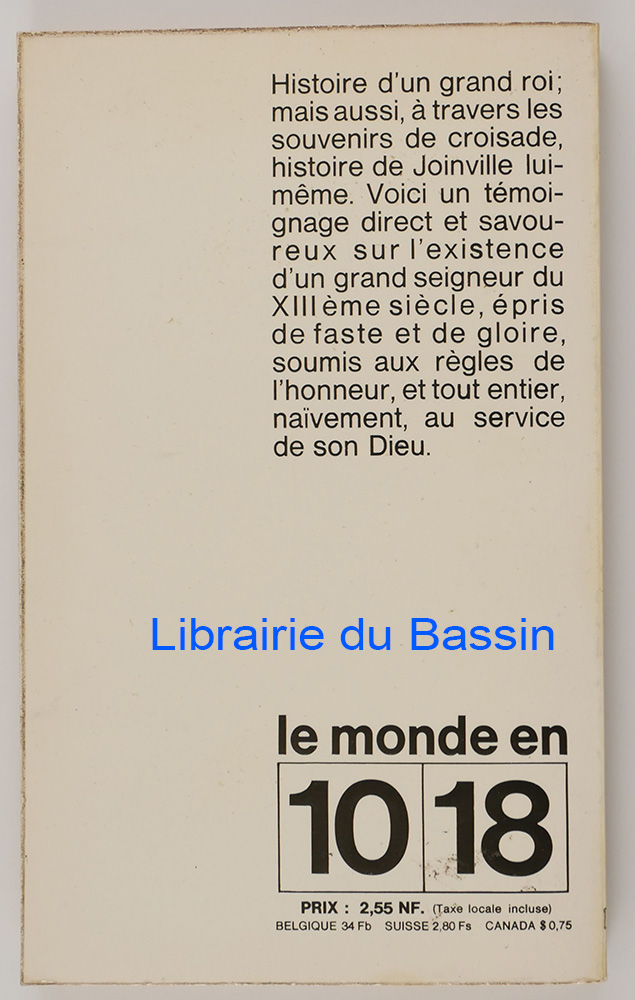 Histoire d'un grand roi;
mais aussi, à travers les
souvenirs de croisade,
histoire de Joinville lui-
même. Voici un témoi-
gnage direct et savou-
reux sur l'existence
d'un grand seigneur du
XIIIème siècle, épris
de faste et de gloire,
soumis aux règles de
l'honneur, et tout entier,
naïvement, au service
de son Dieu.
Librairie du Bassin
le monde en
10 18
PRIX : 2,55 NF. (Taxe locale incluse)
BELGIQUE 34 Fb SUISSE 2,80 Fs CANADA $ 0,75